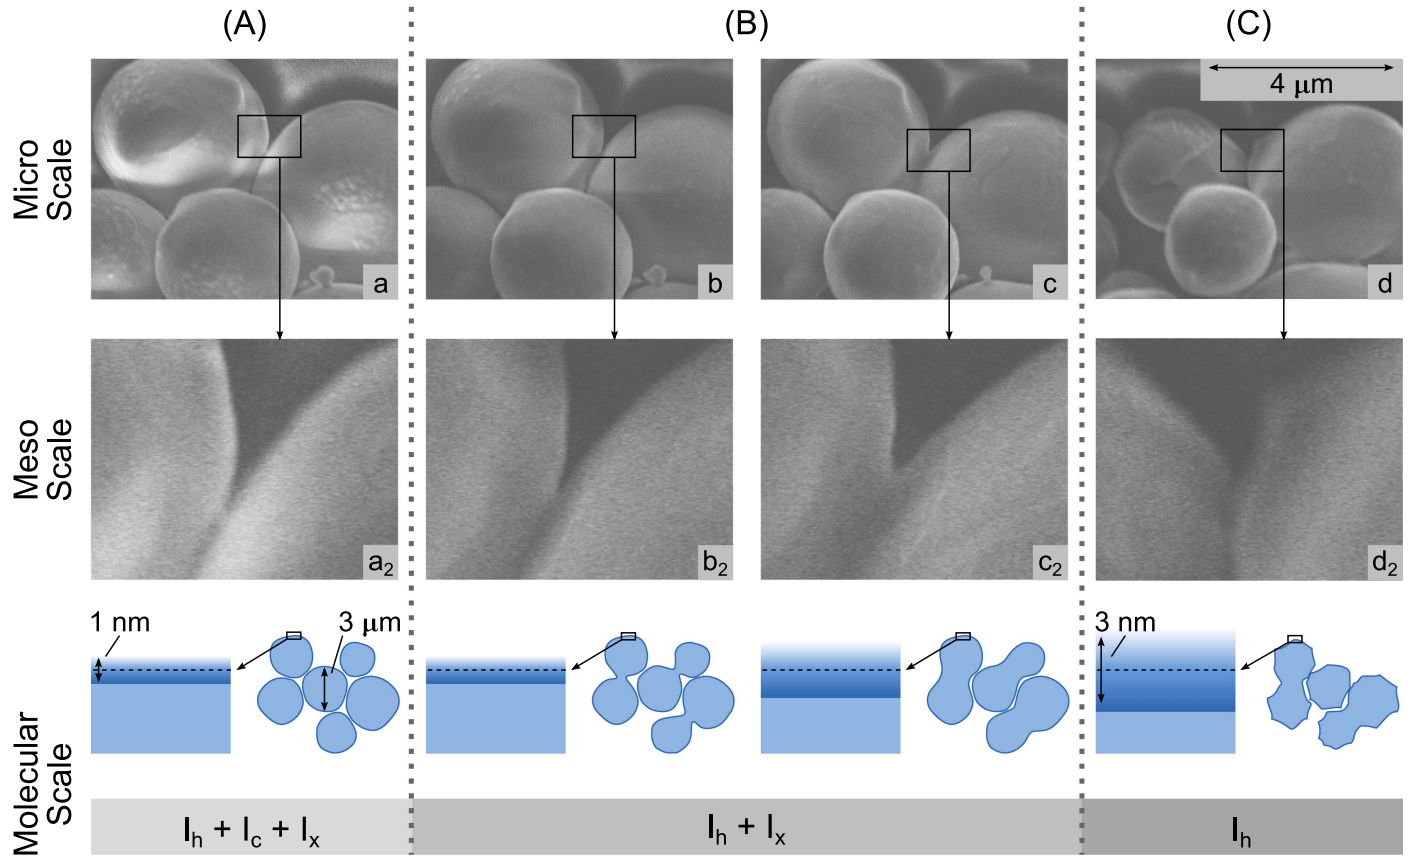 (A)
(B)
(C)
Micro
Scale
4 μm
a
b
c
d
Meso
Scale
a₂
b₂
c₂
d₂
Molecular
Scale
1 nm
3 μm
3 nm
Iₕ + I꜀ + Iₓ
Iₕ + Iₓ
Iₕ